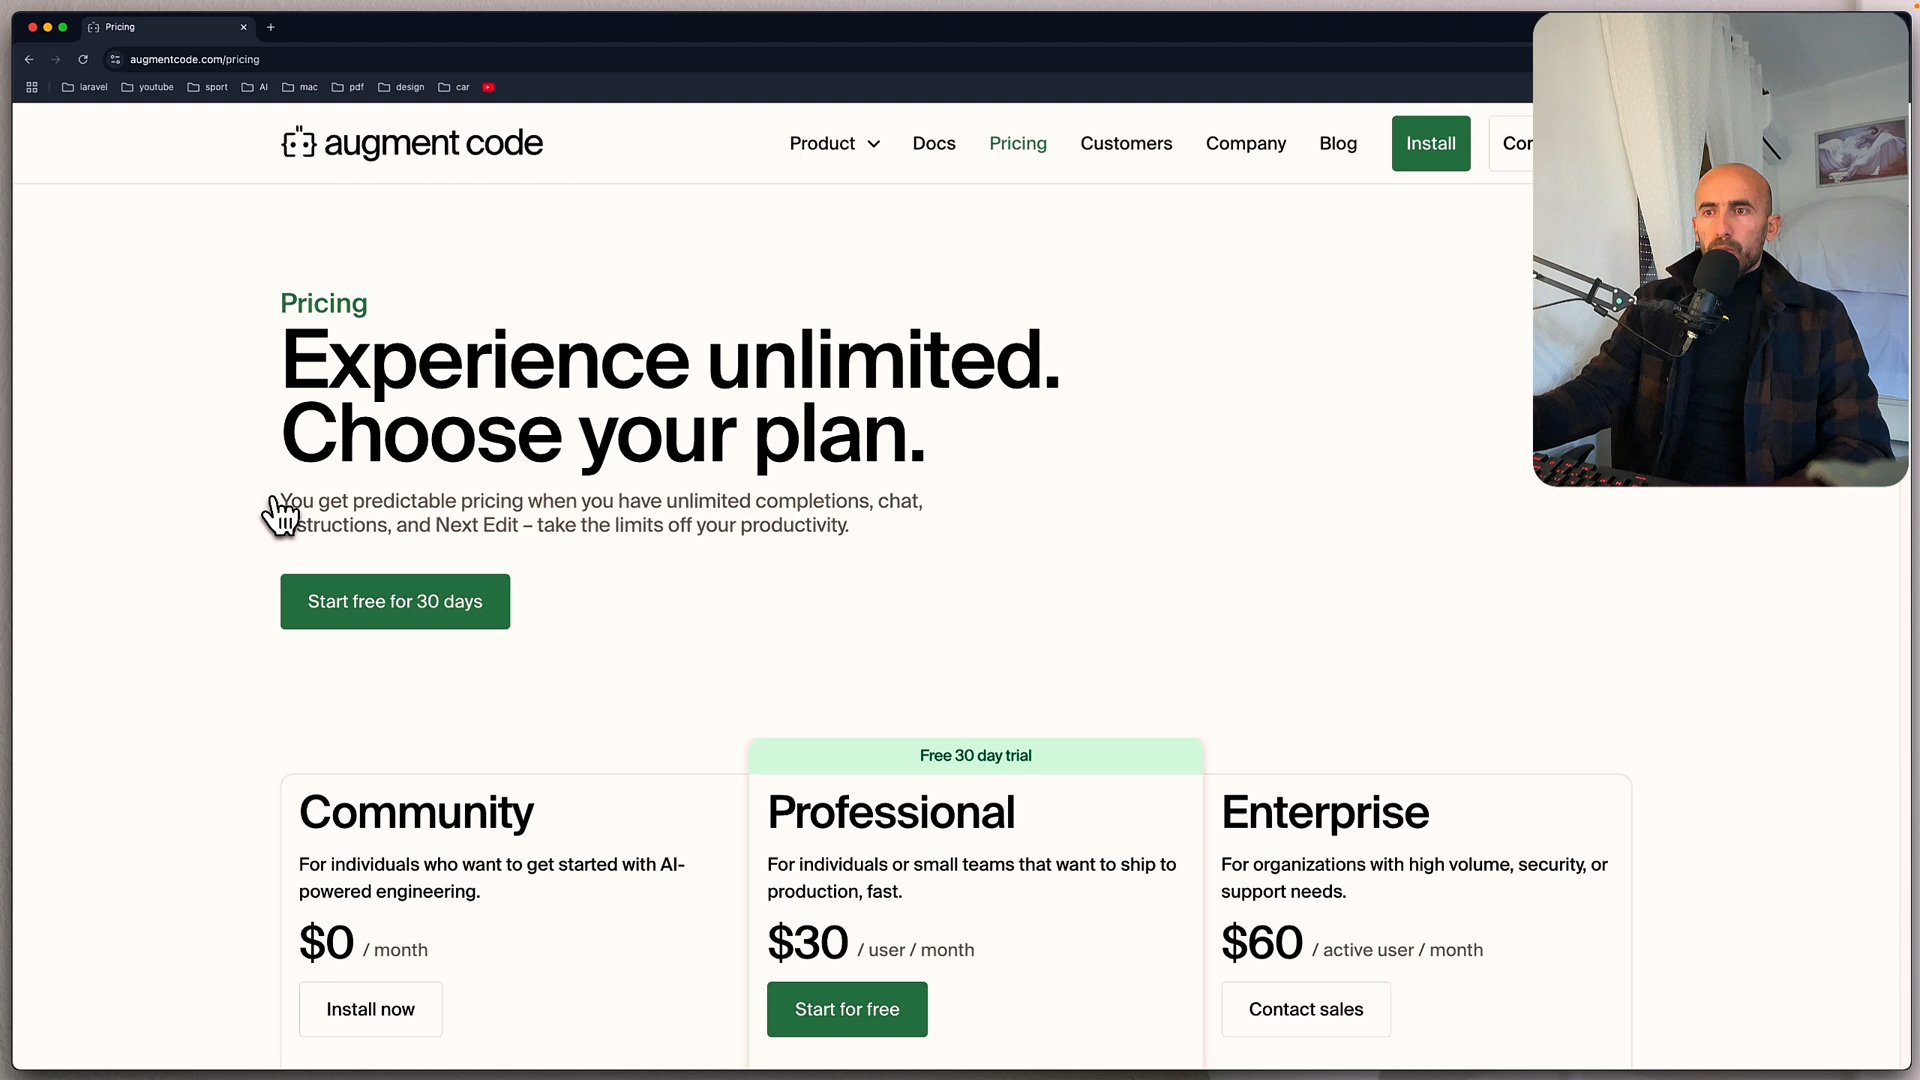 Pricing
augmentcode.com/pricing
laravel youtube sport AI mac pdf design car
augment code
Product Docs Pricing Customers Company Blog Install
Pricing
Experience unlimited.
Choose your plan.
You get predictable pricing when you have unlimited completions, chat,
and Next Edit – take the limits off your productivity.
Start free for 30 days
Free 30 day trial
Community
For individuals who want to get started with AI-
powered engineering.
$0 / month
Install now
Professional
For individuals or small teams that want to ship to
production, fast.
$30 / user / month
Start for free
Enterprise
For organizations with high volume, security, or
support needs.
$60 / active user / month
Contact sales